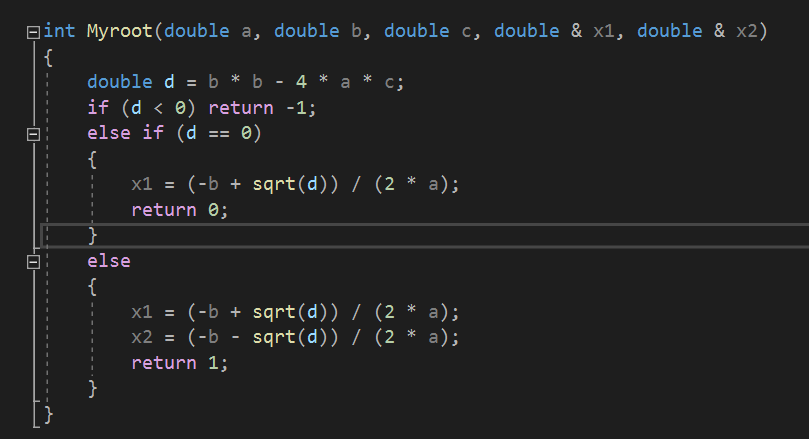 int Myroot(double a, double b, double c, double & x1, double & x2)
{
    double d = b * b - 4 * a * c;
    if (d < 0) return -1;
    else if (d == 0)
    {
        x1 = (-b + sqrt(d)) / (2 * a);
        return 0;
    }
    else
    {
        x1 = (-b + sqrt(d)) / (2 * a);
        x2 = (-b - sqrt(d)) / (2 * a);
        return 1;
    }
}